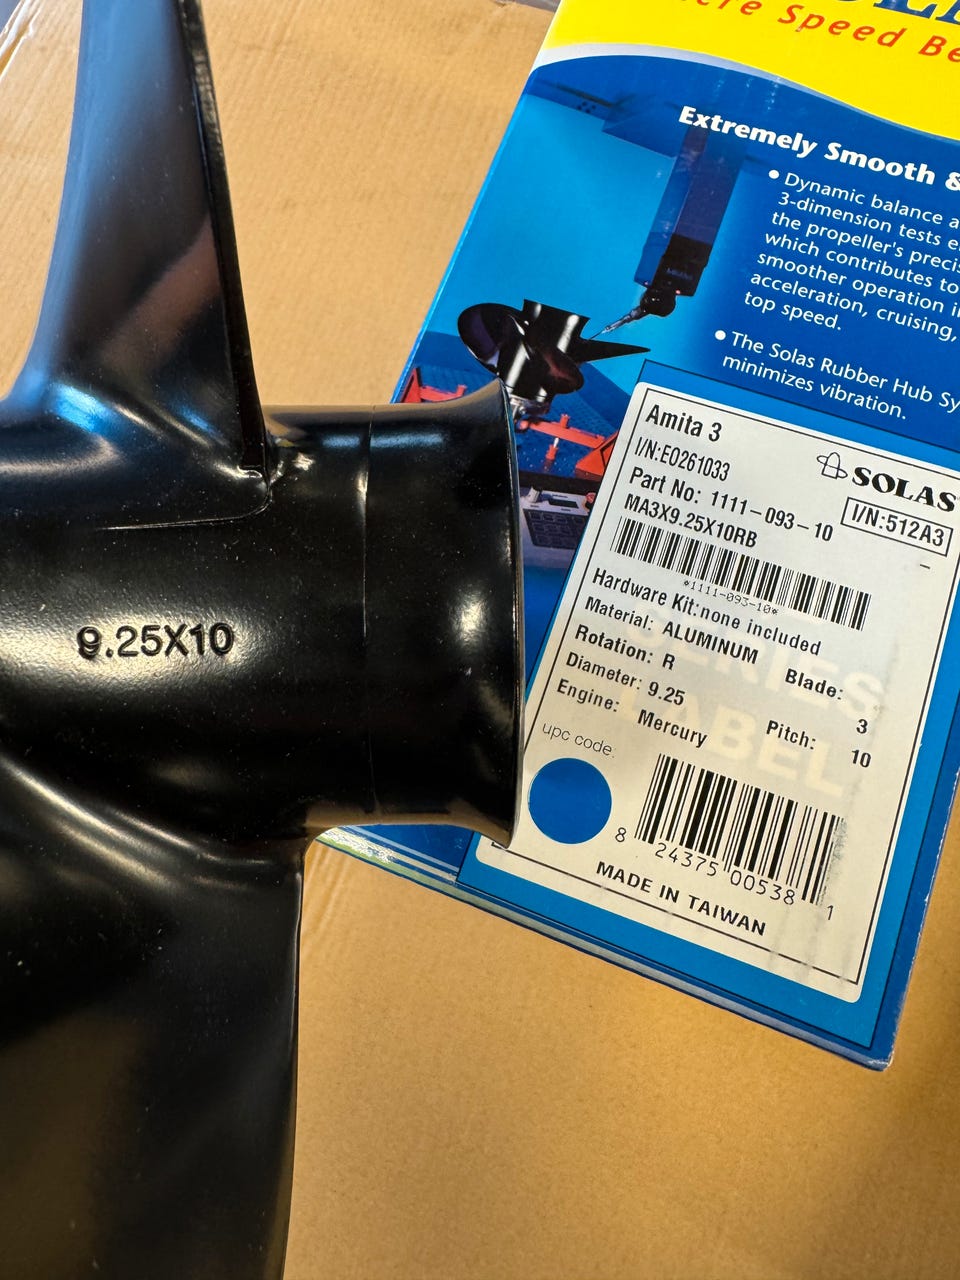 Speed Be
Extremely Smooth &
• Dynamic balance a
3-dimension tests e
the propeller's precis
which contributes to
smoother operation i
acceleration, cruising,
top speed.
• The Solas Rubber Hub Sy
minimizes vibration.
Amita 3
I/N:E0261033
SOLAS
Part No: 1111-093-10
I/N:512A3
MA3X9.25X10RB
*1111-093-10*
Hardware Kit:none included
Material: ALUMINUM Blade: 3
Rotation: R
Diameter: 9.25 Pitch: 10
Engine: Mercury
upc code:
8 24375 00538 1
MADE IN TAIWAN
SERIES
LABEL
9.25X10